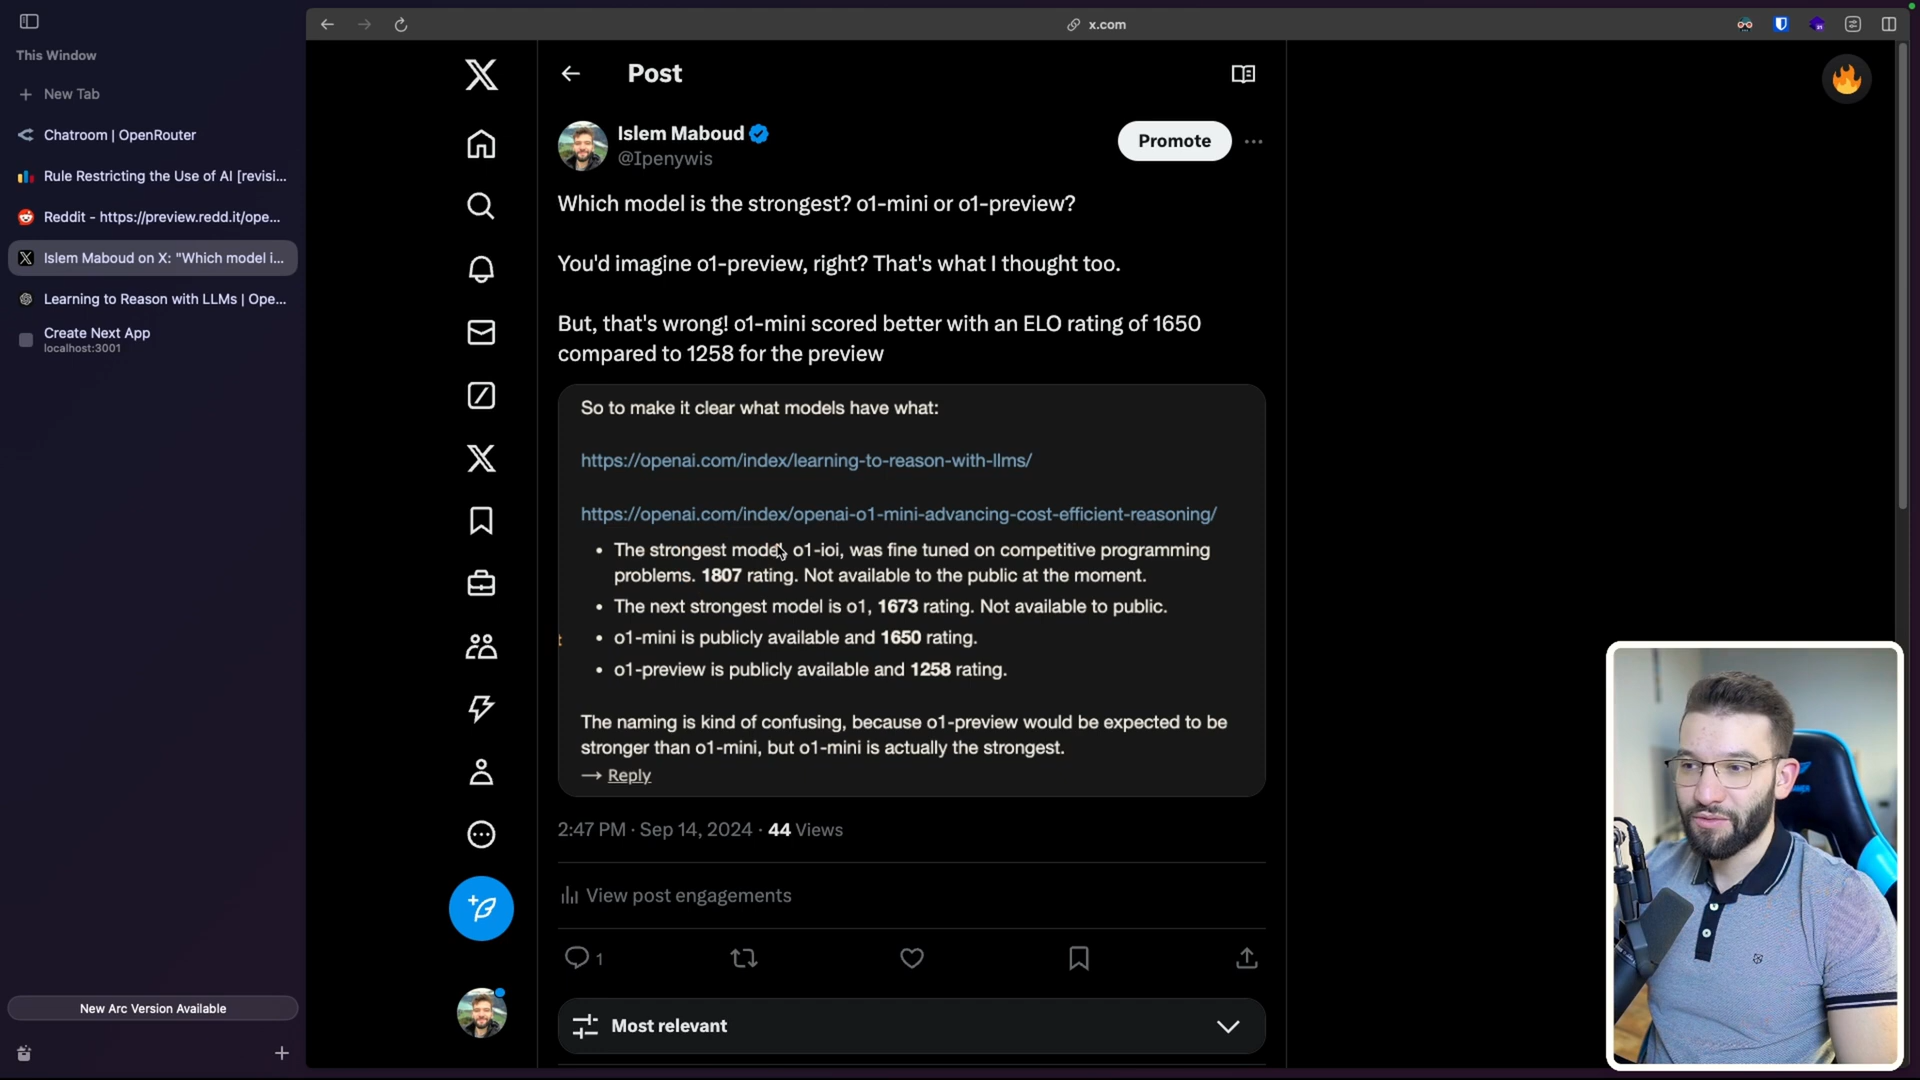 This Window
New Tab
Chatroom | OpenRouter
Rule Restricting the Use of AI [revisi...
Reddit - https://preview.redd.it/ope...
Islem Maboud on X: "Which model i...
Learning to Reason with LLMs | Ope...
Create Next App
localhost:3001
New Arc Version Available
x.com
Post
Islem Maboud
@Ipenywis
Promote
Which model is the strongest? o1-mini or o1-preview?
You'd imagine o1-preview, right? That's what I thought too.
But, that's wrong! o1-mini scored better with an ELO rating of 1650
compared to 1258 for the preview
So to make it clear what models have what:
https://openai.com/index/learning-to-reason-with-llms/
https://openai.com/index/openai-o1-mini-advancing-cost-efficient-reasoning/
• The strongest model, o1-ioi, was fine tuned on competitive programming
problems. 1807 rating. Not available to the public at the moment.
• The next strongest model is o1, 1673 rating. Not available to public.
• o1-mini is publicly available and 1650 rating.
• o1-preview is publicly available and 1258 rating.
The naming is kind of confusing, because o1-preview would be expected to be
stronger than o1-mini, but o1-mini is actually the strongest.
→ Reply
2:47 PM · Sep 14, 2024 · 44 Views
View post engagements
1
Most relevant